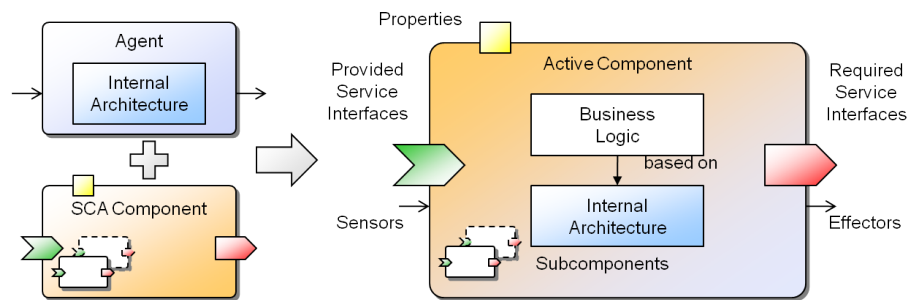 Agent
Internal
Architecture
SCA Component
Properties
Provided
Service
Interfaces
Sensors
Active Component
Business
Logic
based on
Internal
Architecture
Subcomponents
Required
Service
Interfaces
Effectors